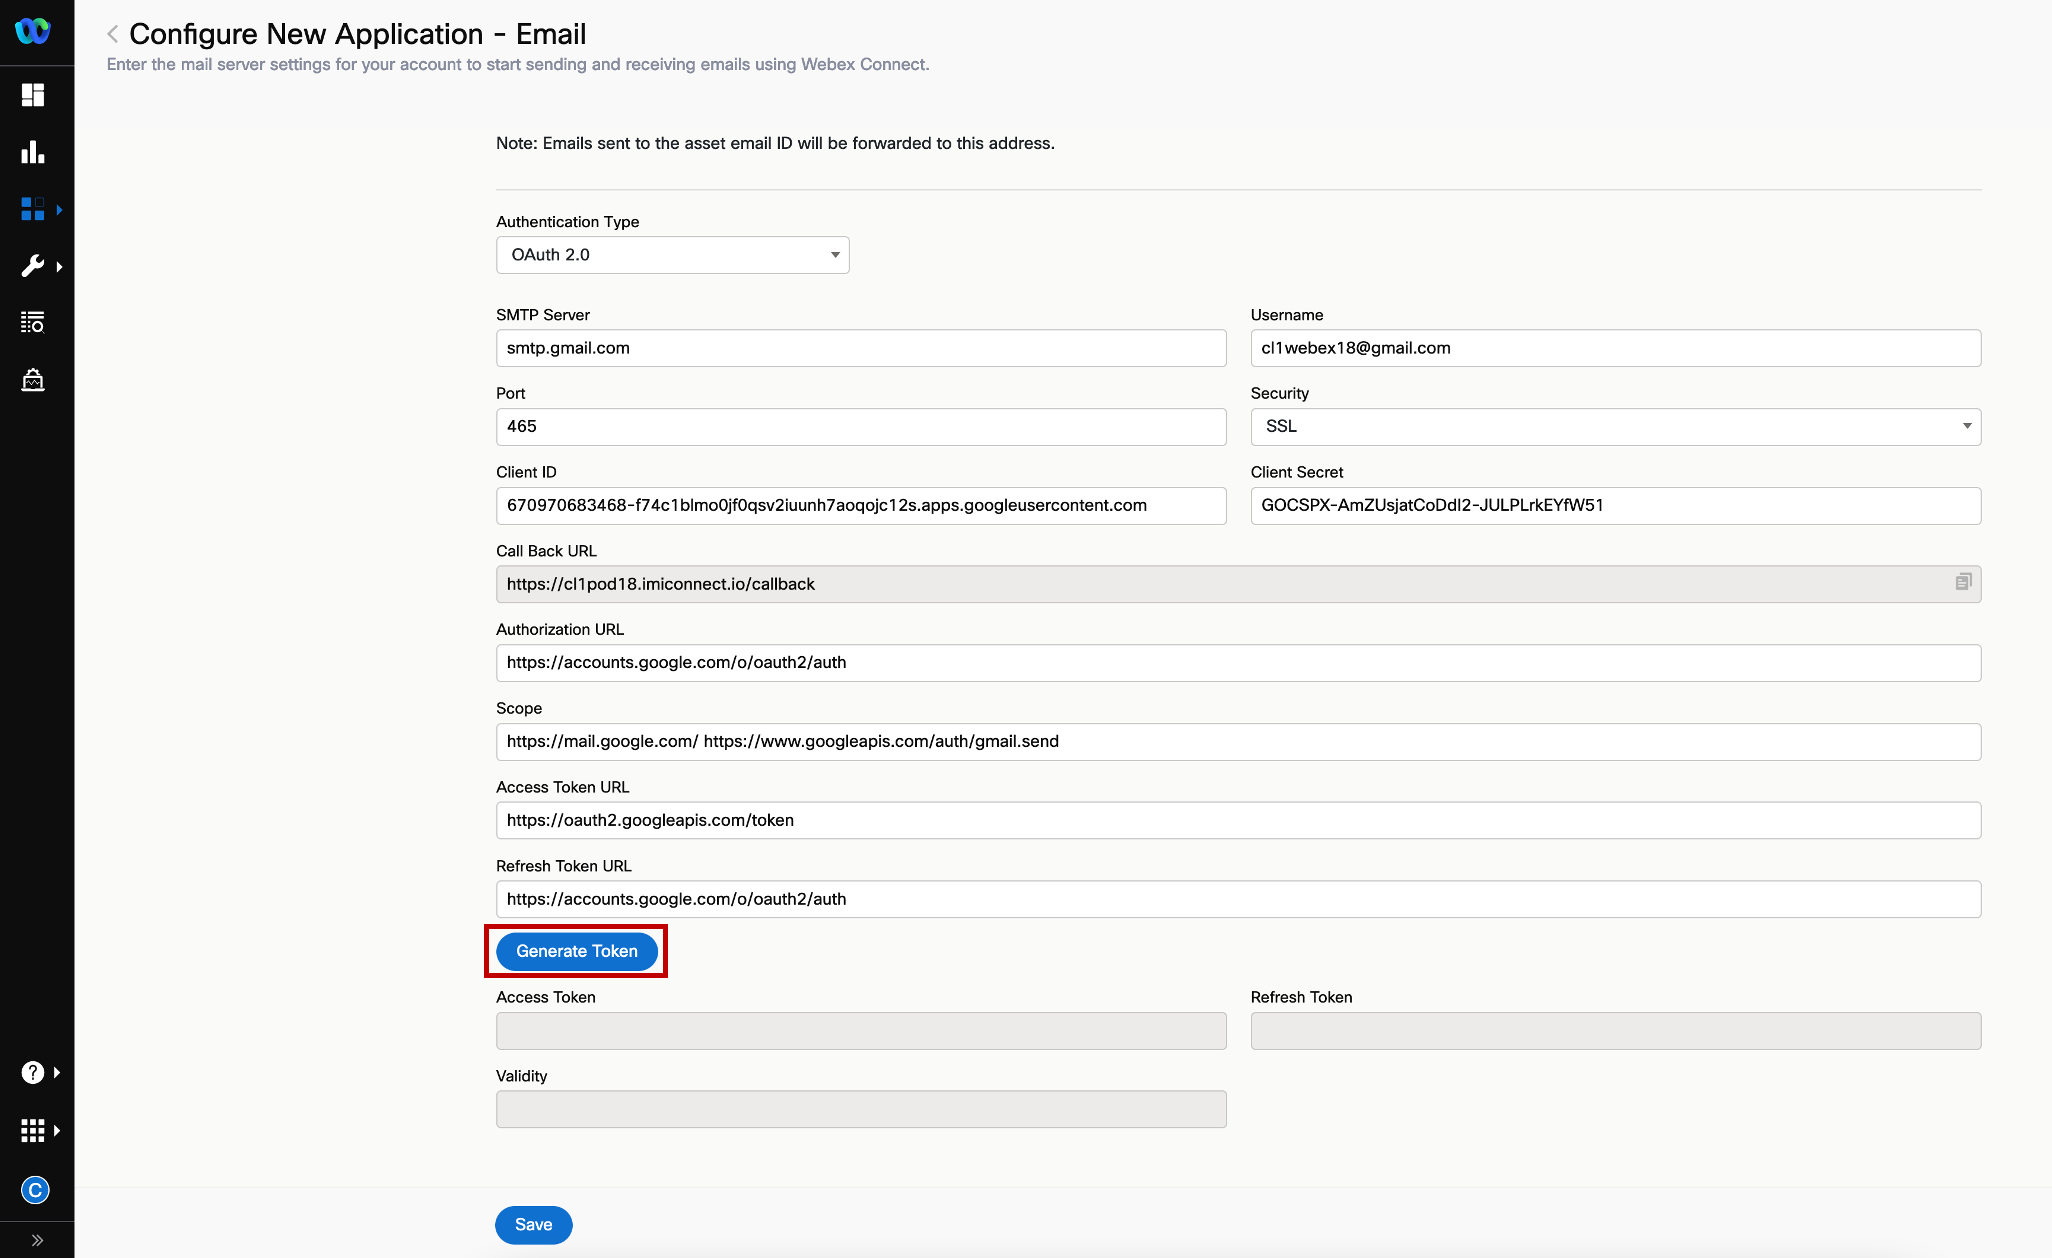 Configure New Application - Email
Enter the mail server settings for your account to start sending and receiving emails using Webex Connect.
Note: Emails sent to the asset email ID will be forwarded to this address.
Authentication Type
OAuth 2.0
SMTP Server
Username
smtp.gmail.com
cl1webex18@gmail.com
Port
Security
465
SSL
Client ID
Client Secret
670970683468-f74c1blmo0jf0qsv2iuunh7aoqojc12s.apps.googleusercontent.com
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
Call Back URL
https://cl1pod18.imiconnect.io/callback
Authorization URL
https://accounts.google.com/o/oauth2/auth
Scope
https://mail.google.com/ https://www.googleapis.com/auth/gmail.send
Access Token URL
https://oauth2.googleapis.com/token
Refresh Token URL
https://accounts.google.com/o/oauth2/auth
Generate Token
Access Token
Refresh Token
Validity
?
C
Save